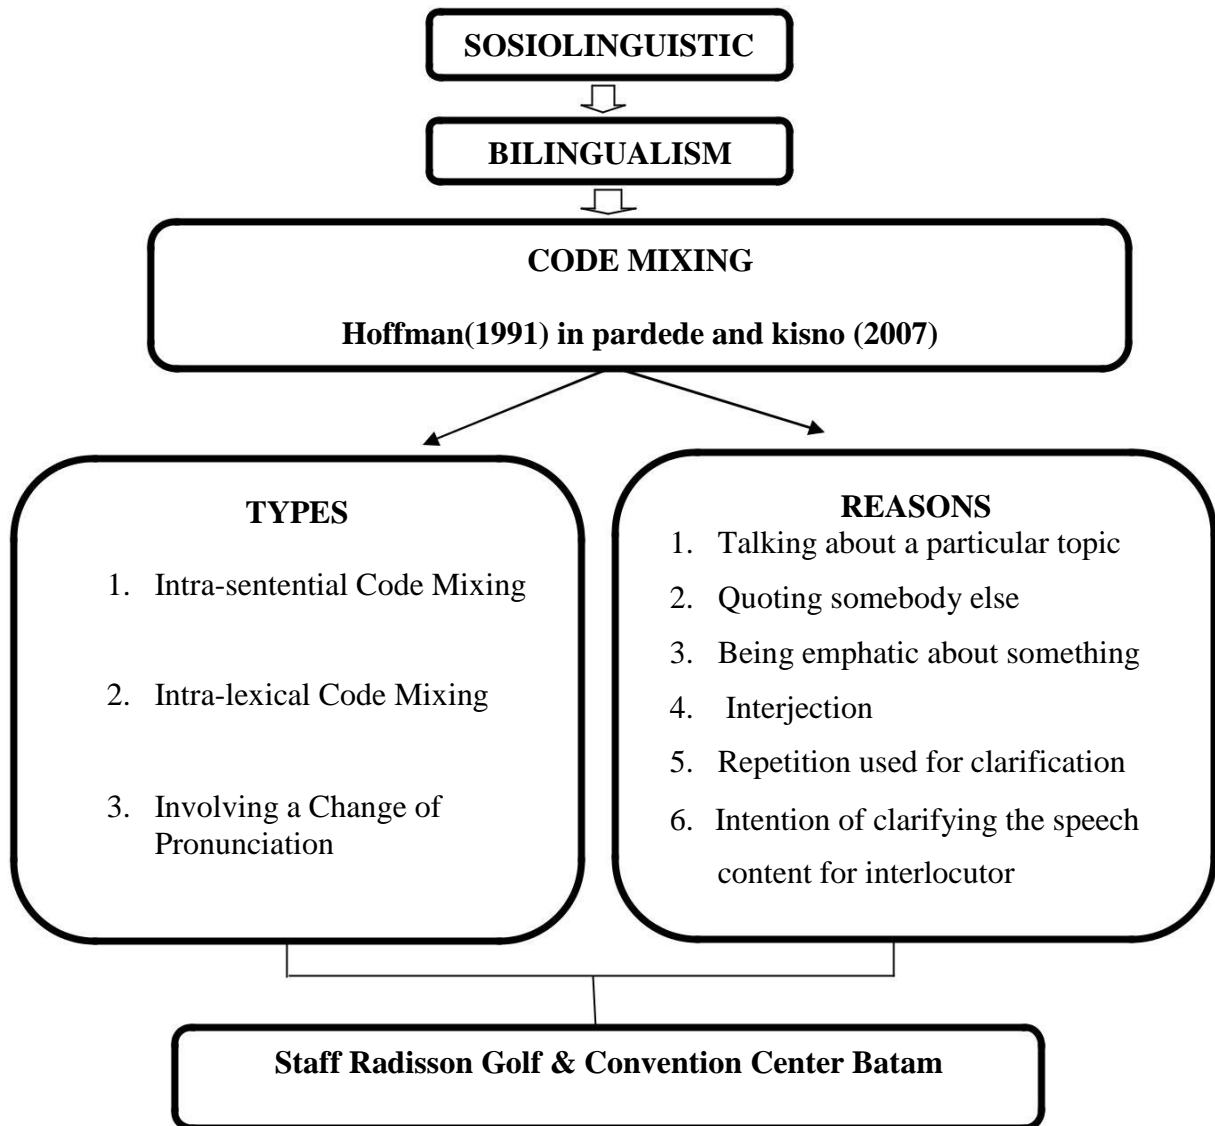 SOSIOLINGUISTIC
BILINGUALISM
CODE MIXING
Hoffman(1991) in pardede and kisno (2007)
TYPES
1. Intra-sentential Code Mixing
2. Intra-lexical Code Mixing
3. Involving a Change of
Pronunciation
REASONS
1. Talking about a particular topic
2. Quoting somebody else
3. Being emphatic about something
4. Interjection
5. Repetition used for clarification
6. Intention of clarifying the speech
content for interlocutor
Staff Radisson Golf & Convention Center Batam